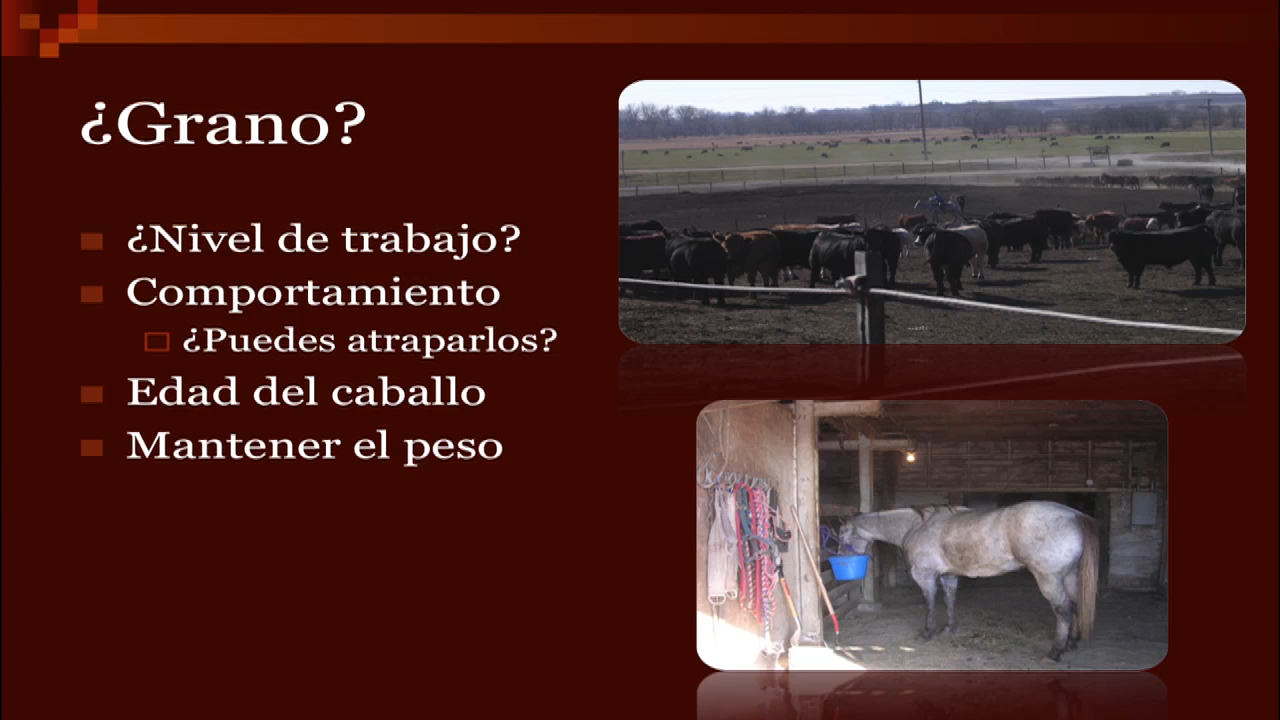 ¿Grano?
¿Nivel de trabajo?
Comportamiento
¿Puedes atraparlos?
Edad del caballo
Mantener el peso